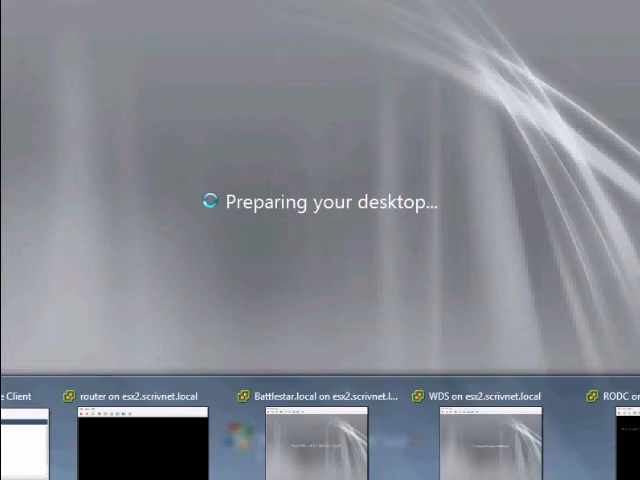 Preparing your desktop...
e Client
router on esx2.scrivnet.local
Battlestar.local on esx2.scrivnet.l...
WDS on esx2.scrivnet.local
RODC on